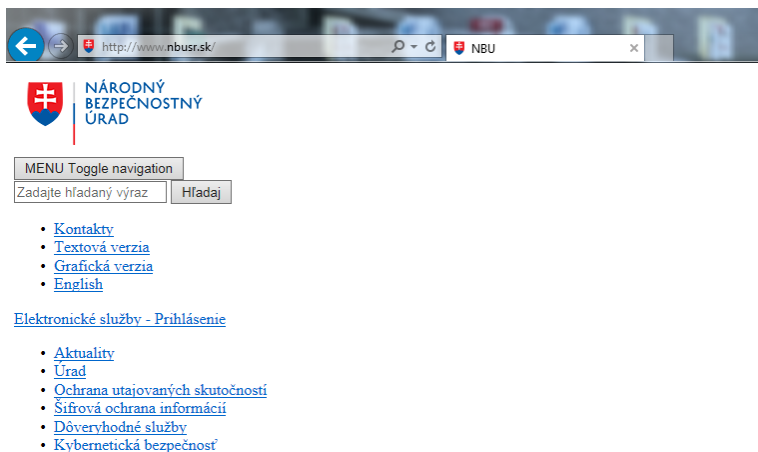 http://www.nbusr.sk/
NBU
NÁRODNÝ
BEZPEČNOSTNÝ
ÚRAD
MENU Toggle navigation
Zadajte hľadaný výraz Hľadaj
• Kontakty
• Textová verzia
• Grafická verzia
• English
Elektronické služby - Prihlásenie
• Aktuality
• Úrad
• Ochrana utajovaných skutočností
• Šifrová ochrana informácií
• Dôveryhodné služby
• Kybernetická bezpečnosť